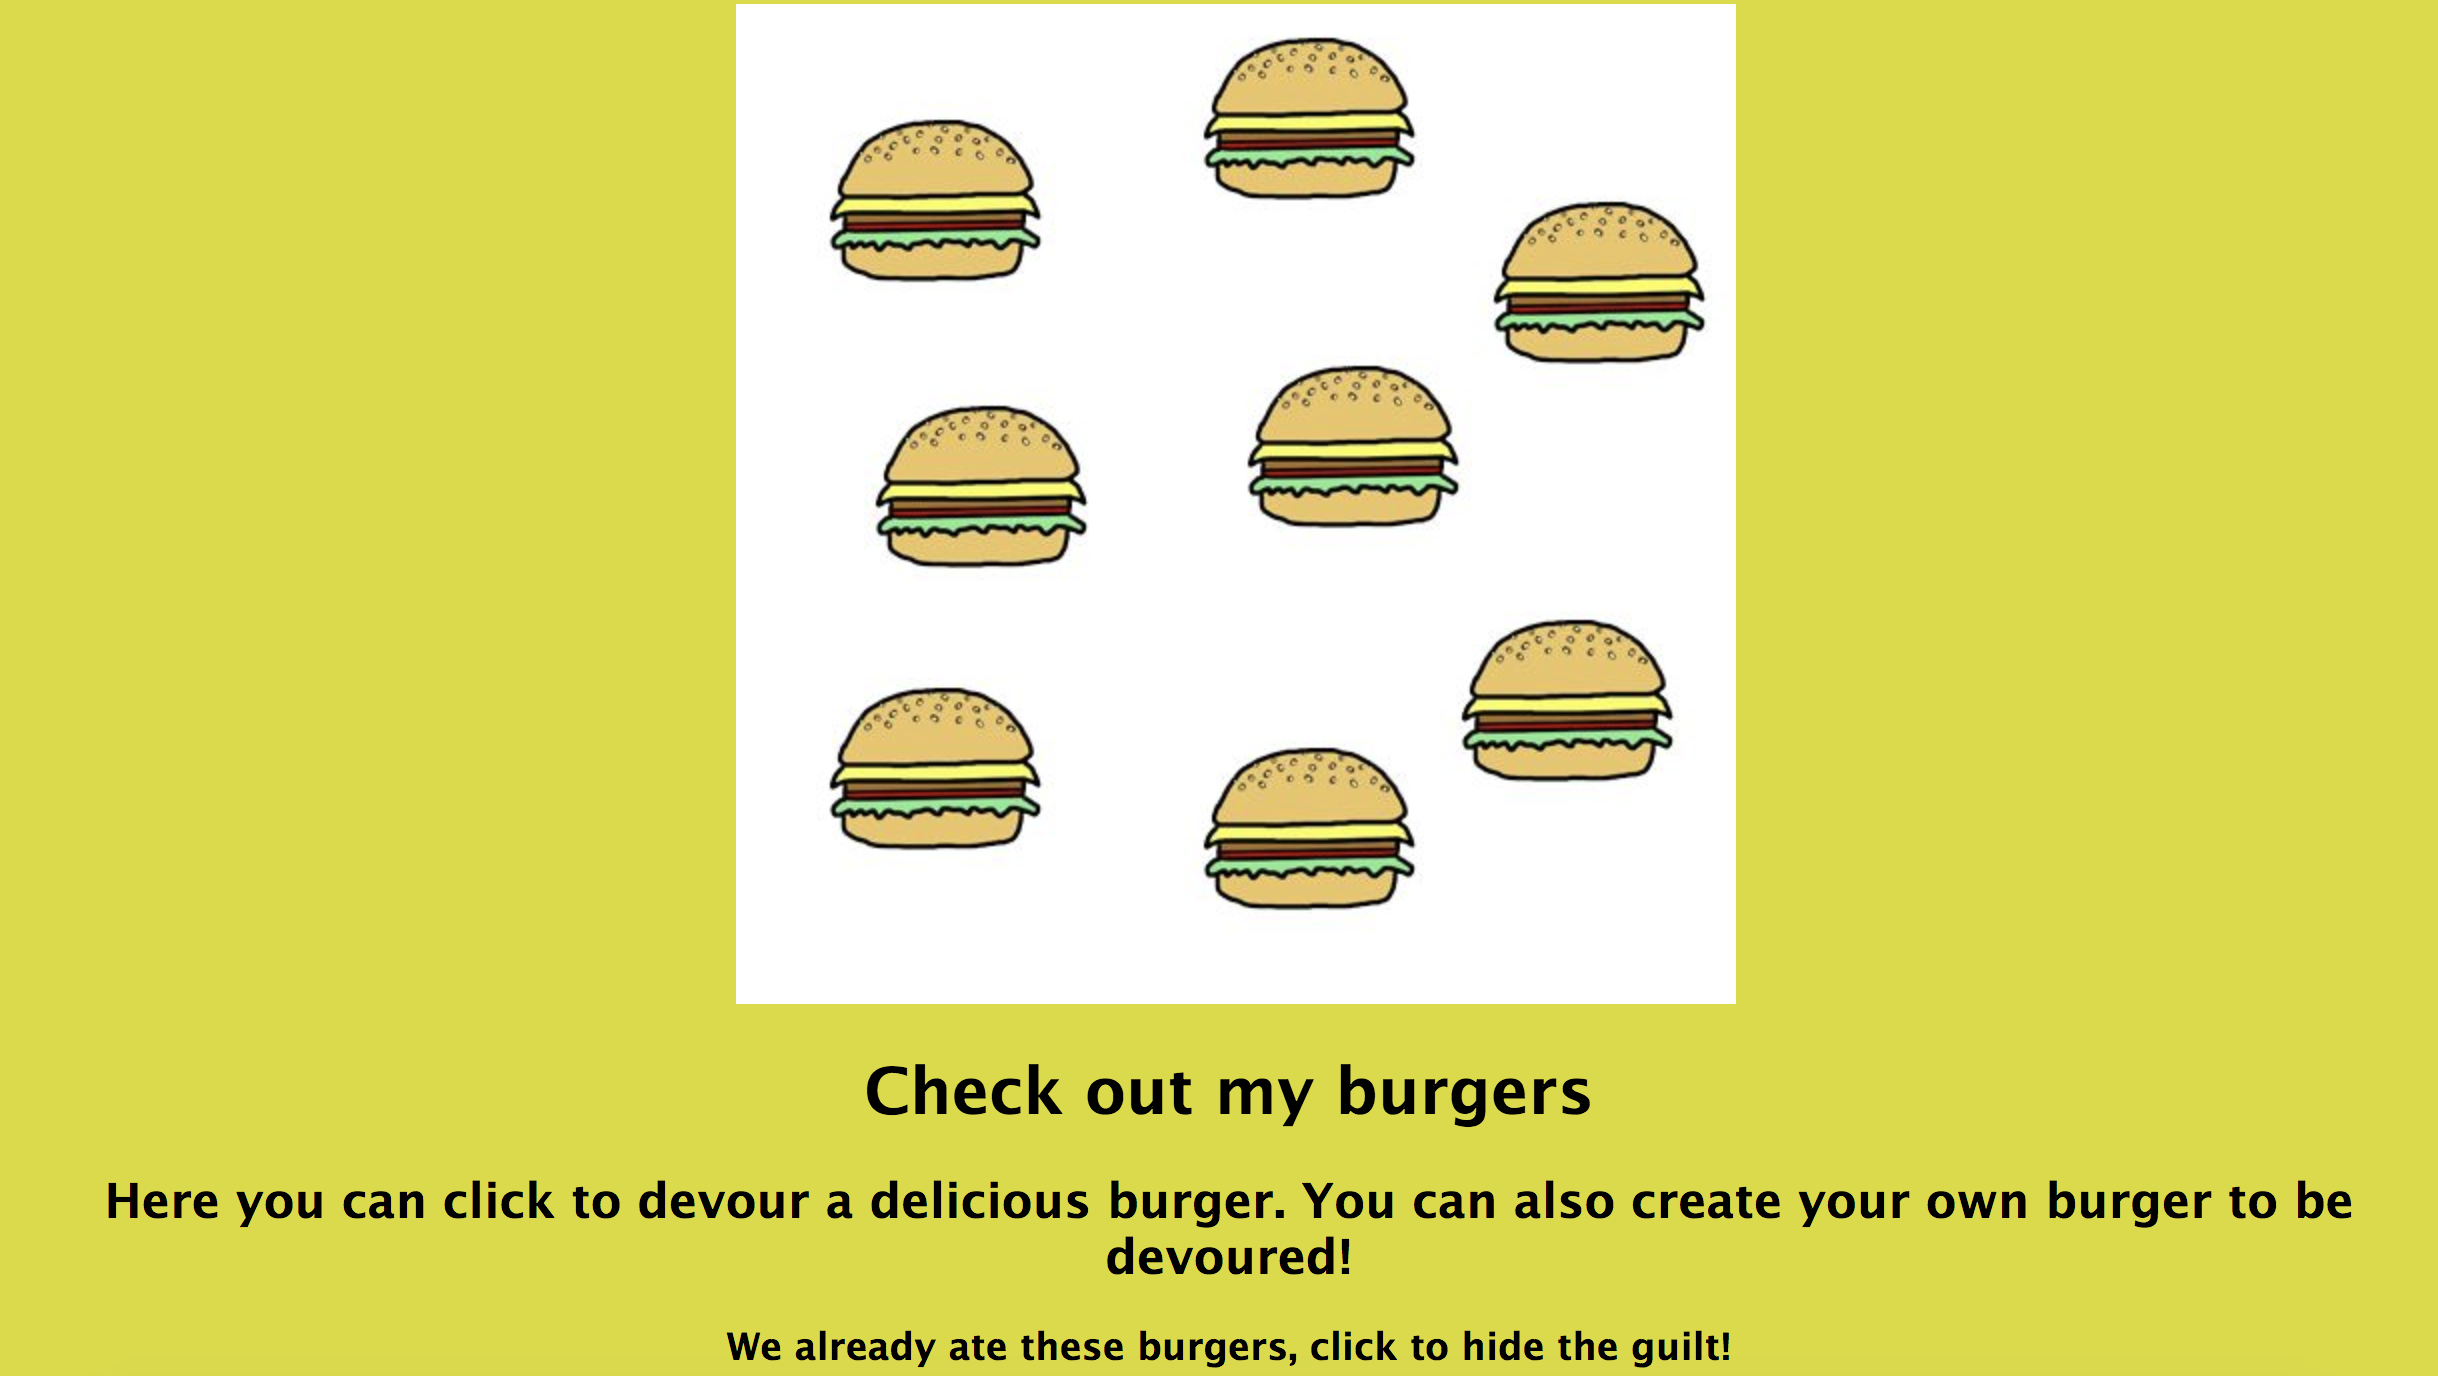 Check out my burgers
Here you can click to devour a delicious burger. You can also create your own burger to be
devoured!
We already ate these burgers, click to hide the guilt!